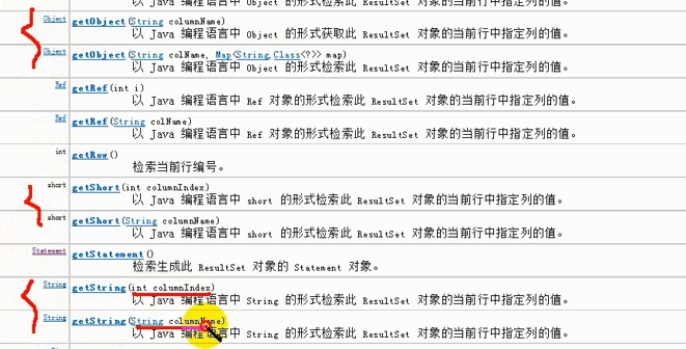 以 Java 编程语言中 Object 的形式检索此 ResultSet 对象的当前行中指定列的值。
Object getObject(String columnName)
以 Java 编程语言中 Object 的形式获取此 ResultSet 对象的当前行中指定列的值。
Object getObject(String colName, Map<String,Class<?>> map)
以 Java 编程语言中 Object 的形式检索此 ResultSet 对象的当前行中指定列的值。
Ref getRef(int i)
以 Java 编程语言中 Ref 对象的形式检索此 ResultSet 对象的当前行中指定列的值。
Ref getRef(String colName)
以 Java 编程语言中 Ref 对象的形式检索此 ResultSet 对象的当前行中指定列的值。
int getRow()
检索当前行编号。
short getShort(int columnIndex)
以 Java 编程语言中 short 的形式检索此 ResultSet 对象的当前行中指定列的值。
short getShort(String columnName)
以 Java 编程语言中 short 的形式检索此 ResultSet 对象的当前行中指定列的值。
Statement getStatement()
检索生成此 ResultSet 对象的 Statement 对象。
String getString(int columnIndex)
以 Java 编程语言中 String 的形式检索此 ResultSet 对象的当前行中指定列的值。
String getString(String columnName)
以 Java 编程语言中 String 的形式检索此 ResultSet 对象的当前行中指定列的值。